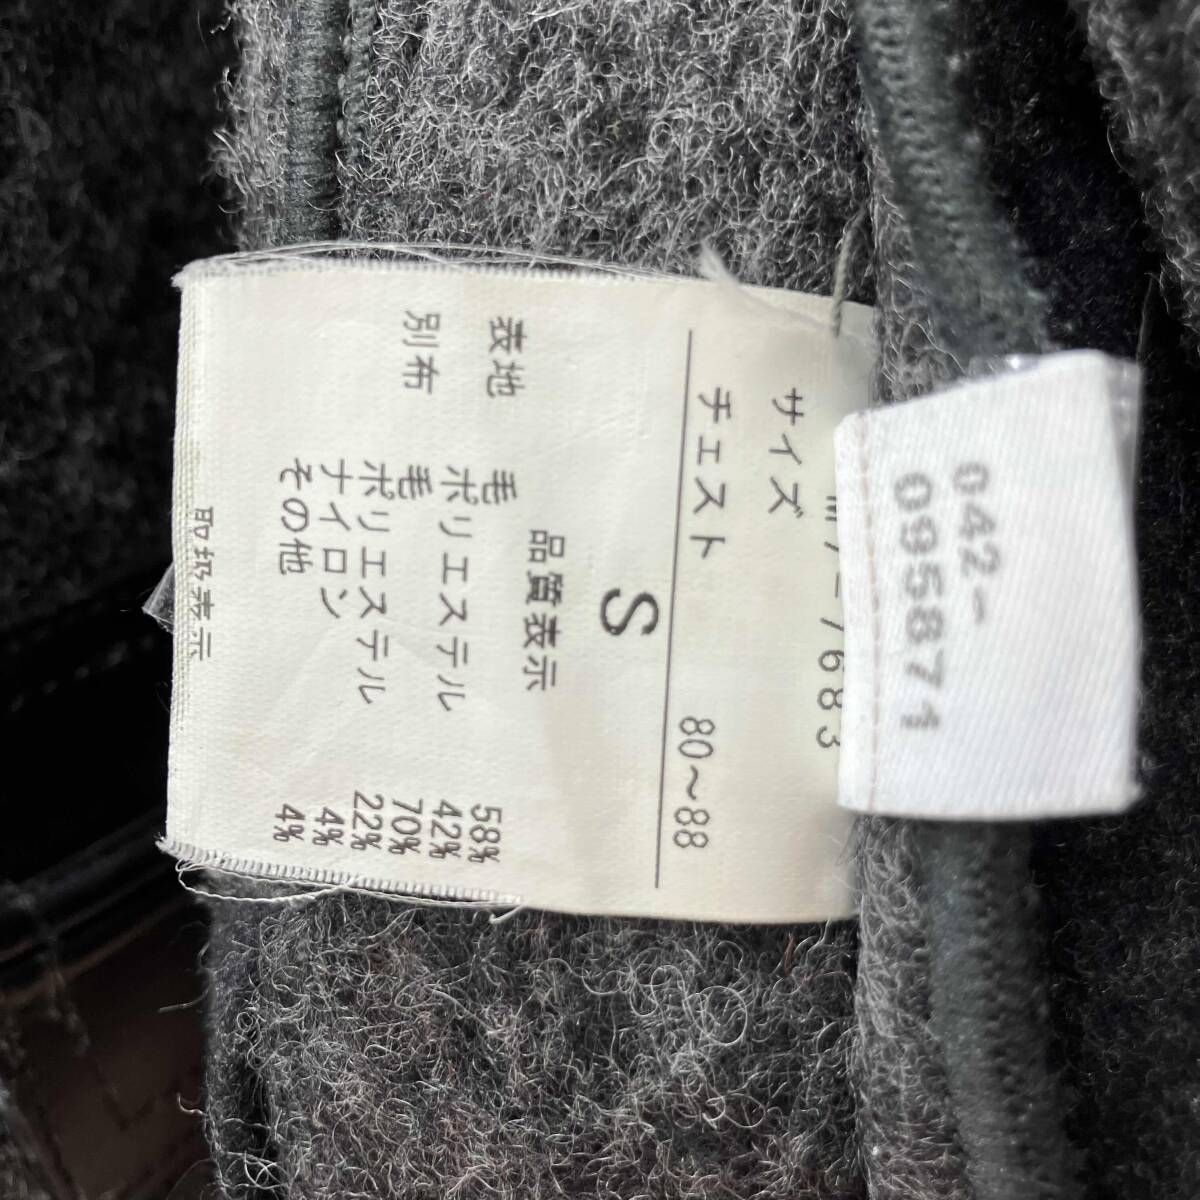 042-
095871
7683
サイズ
チェスト 80～88
S
品質表示
表地 毛 58%
ポリエステル 42%
別布 毛 70%
ポリエステル 22%
ナイロン 4%
その他 4%
取扱表示